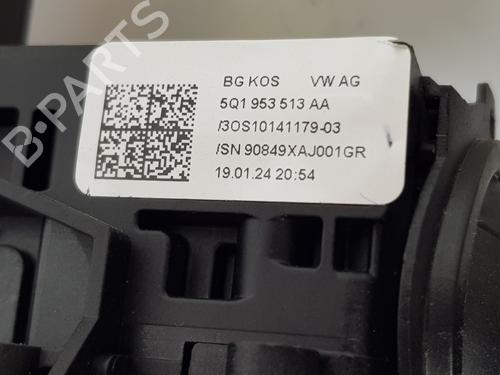 B-PARTS
BG KOS VW AG
5Q1 953 513 AA
/3OS10141179-03
/SN 90849XAJ001GR
19.01.24 20:54